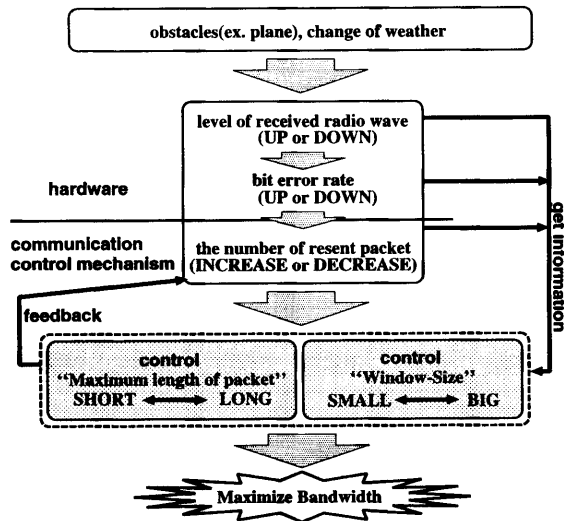 obstacles(ex. plane), change of weather
level of received radio wave
(UP or DOWN)
bit error rate
(UP or DOWN)
hardware
communication
control mechanism
the number of resent packet
(INCREASE or DECREASE)
get information
feedback
control
"Maximum length of packet"
SHORT LONG
control
"Window-Size"
SMALL BIG
Maximize Bandwidth